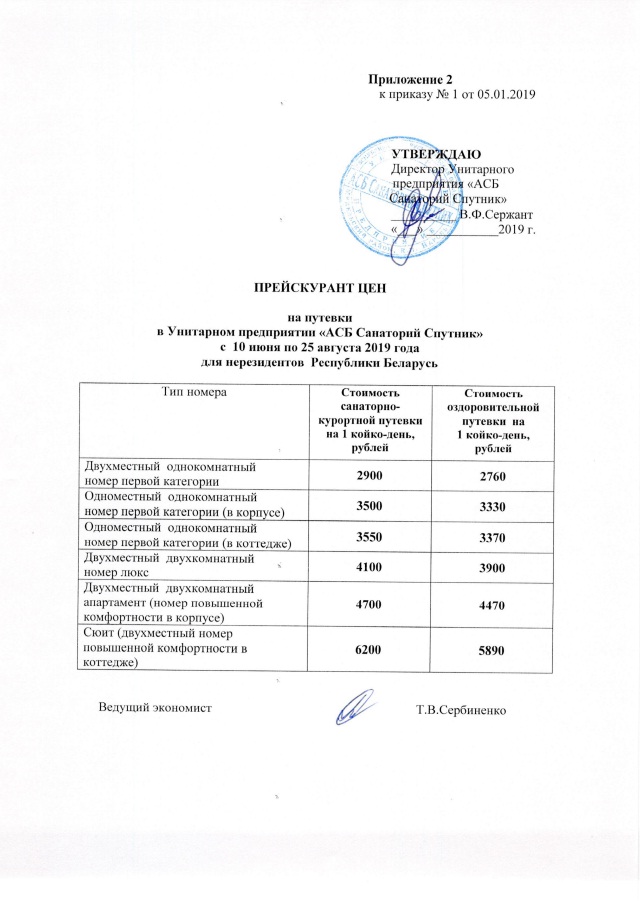 Приложение 2
к приказу № 1 от 05.01.2019
УТВЕРЖДАЮ
Директор Унитарного
предприятия «АСБ
Санаторий Спутник»
__________ В.Ф.Сержант
«___»____________2019 г.
ПРЕЙСКУРАНТ ЦЕН
на путевки
в Унитарном предприятии «АСБ Санаторий Спутник»
с 10 июня по 25 августа 2019 года
для нерезидентов Республики Беларусь
Тип номера
Стоимость
санаторно-
курортной путевки
на 1 койко-день,
рублей
Стоимость
оздоровительной
путевки на
1 койко-день,
рублей
Двухместный однокомнатный
номер первой категории
2900
2760
Одноместный однокомнатный
номер первой категории (в корпусе)
3500
3330
Одноместный однокомнатный
номер первой категории (в коттедже)
3550
3370
Двухместный двухкомнатный
номер люкс
4100
3900
Двухместный двухкомнатный
апартамент (номер повышенной
комфортности в корпусе)
4700
4470
Сюит (двухместный номер
повышенной комфортности в
коттедже)
6200
5890
Ведущий экономист
Т.В.Сербиненко